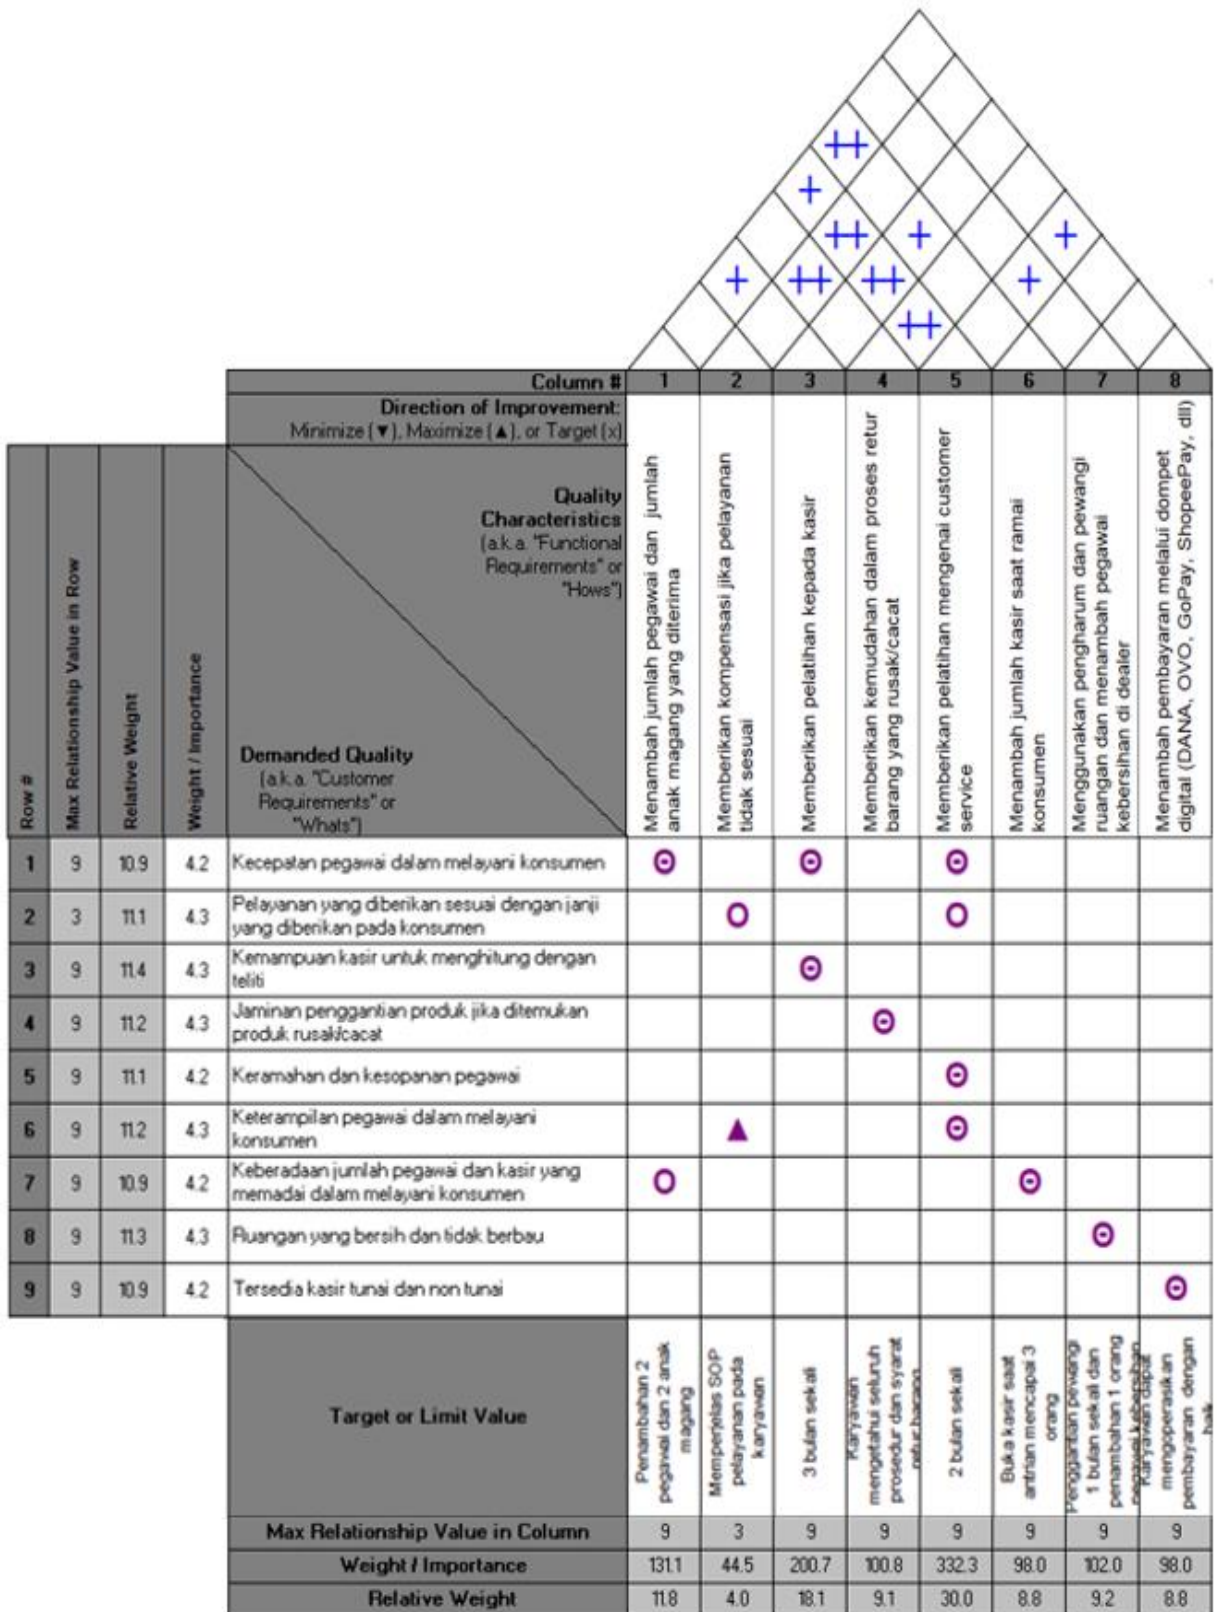 Column # 1 2 3 4 5 6 7 8
Direction of Improvement:
Minimize (▼), Maximize (▲), or Target (x)
Quality
Characteristics
(a.k.a. "Functional
Requirements" or
"Hows")
Demanded Quality
(a.k.a. "Customer
Requirements" or
"Whats")
Row #
Max Relationship Value in Row
Relative Weight
Weight / Importance
Menambah jumlah pegawai dan jumlah
anak magang yang diterima
Memberikan kompensasi jika pelayanan
tidak sesuai
Memberikan pelatihan kepada kasir
Memberikan kemudahan dalam proses retur
barang yang rusak/cacat
Memberikan pelatihan mengenai customer
service
Menambah jumlah kasir saat ramai
konsumen
Menggunakan pengharum dan pewangi
ruangan dan menambah pegawai
kebersihan di dealer
Menambah pembayaran melalui dompet
digital (DANA, OVO, GoPay, ShopeePay, dll)
1 9 10.9 4.2 Kecepatan pegawai dalam melayani konsumen
2 3 11.1 4.3 Pelayanan yang diberikan sesuai dengan janji
yang diberikan pada konsumen
3 9 11.4 4.3 Kemampuan kasir untuk menghitung dengan
teliti
4 9 11.2 4.3 Jaminan penggantian produk jika ditemukan
produk rusak/cacat
5 9 11.1 4.2 Keramahan dan kesopanan pegawai
6 9 11.2 4.3 Keterampilan pegawai dalam melayani
konsumen
7 9 10.9 4.2 Keberadaan jumlah pegawai dan kasir yang
memadai dalam melayani konsumen
8 9 11.3 4.3 Ruangan yang bersih dan tidak berbau
9 9 10.9 4.2 Tersedia kasir tunai dan non tunai
Target or Limit Value
Penambahan 2
pegawai dan 2 anak
magang
Memperjelas SOP
pelayanan pada
karyawan
3 bulan sekali
Karyawan
mengetahui seluruh
prosedur dan syarat
retur barang
2 bulan sekali
Buka kasir saat
antrian mencapai 3
orang
Penggantian pewangi
1 bulan sekali dan
penambahan 1 orang
pegawai kebersihan
Karyawan dapat
mengoperasikan
pembayaran dengan
baik
Max Relationship Value in Column 9 3 9 9 9 9 9 9
Weight / Importance 131.1 44.5 200.7 100.8 332.3 98.0 102.0 98.0
Relative Weight 11.8 4.0 18.1 9.1 30.0 8.8 9.2 8.8